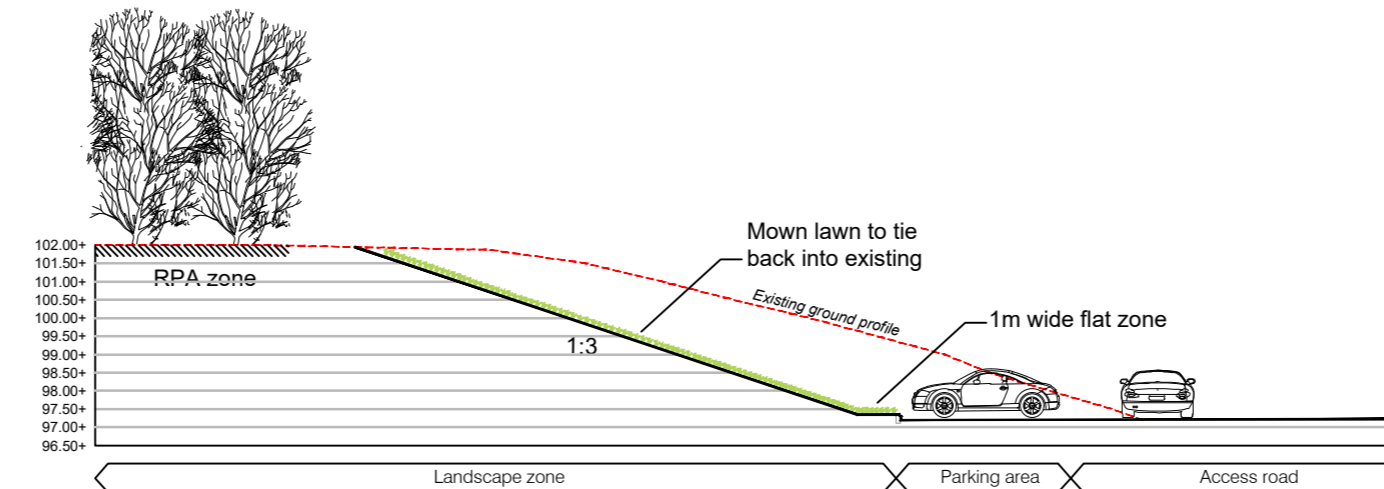 Mown lawn to tie
back into existing
1m wide flat zone
Existing ground profile
RPA zone
1:3
102.00+
101.50+
101.00+
100.50+
100.00+
99.50+
99.00+
98.50+
98.00+
97.50+
97.00+
96.50+
Landscape zone
Parking area
Access road